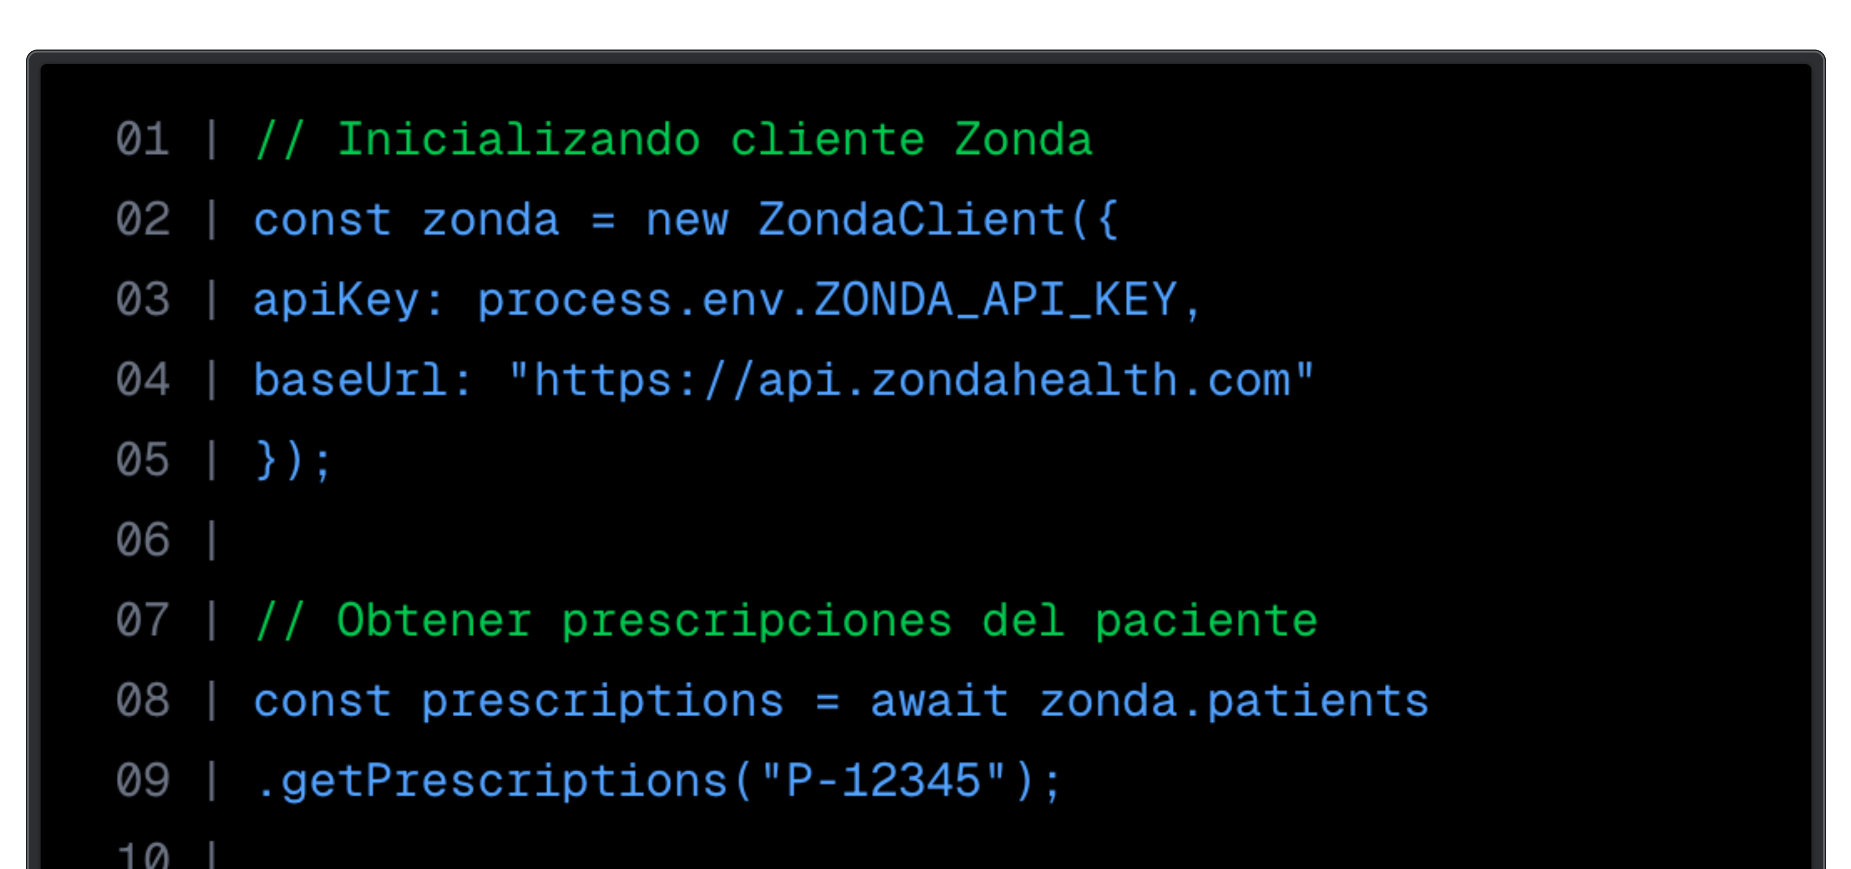 01 | // Inicializando cliente Zonda
02 | const zonda = new ZondaClient({
03 | apiKey: process.env.ZONDA_API_KEY,
04 | baseUrl: "https://api.zondahealth.com"
05 | });
06 |
07 | // Obtener prescripciones del paciente
08 | const prescriptions = await zonda.patients
09 | .getPrescriptions("P-12345");
10 |